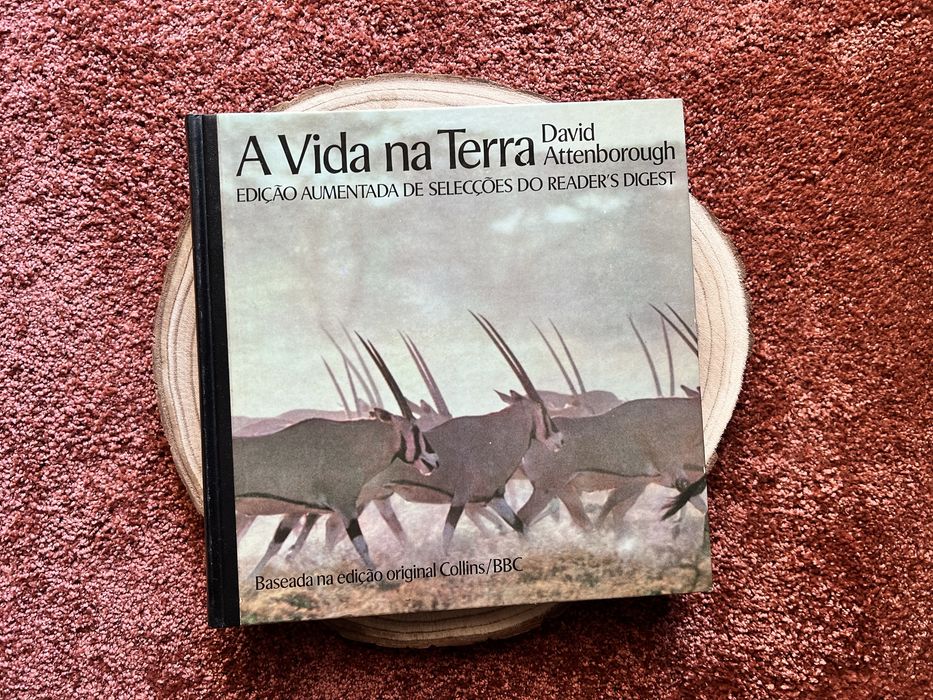 A Vida na Terra David Attenborough
EDIÇÃO AUMENTADA DE SELECÇÕES DO READER'S DIGEST
Baseada na edição original Collins/BBC